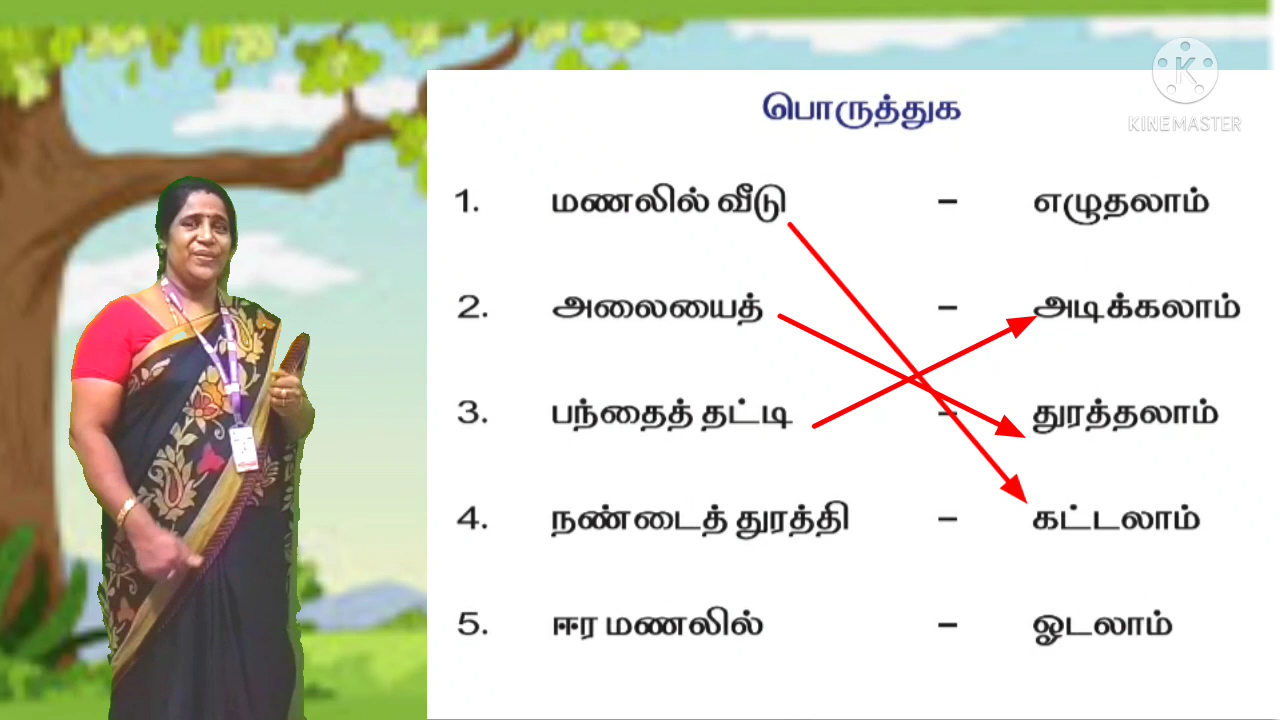 பொருத்துக
K
KINEMASTER
1. மணலில் வீடு – எழுதலாம்
2. அலையைத் – அடிக்கலாம்
3. பந்தைத் தட்டி – துரத்தலாம்
4. நண்டைத் துரத்தி – கட்டலாம்
5. ஈர மணலில் – ஓடலாம்